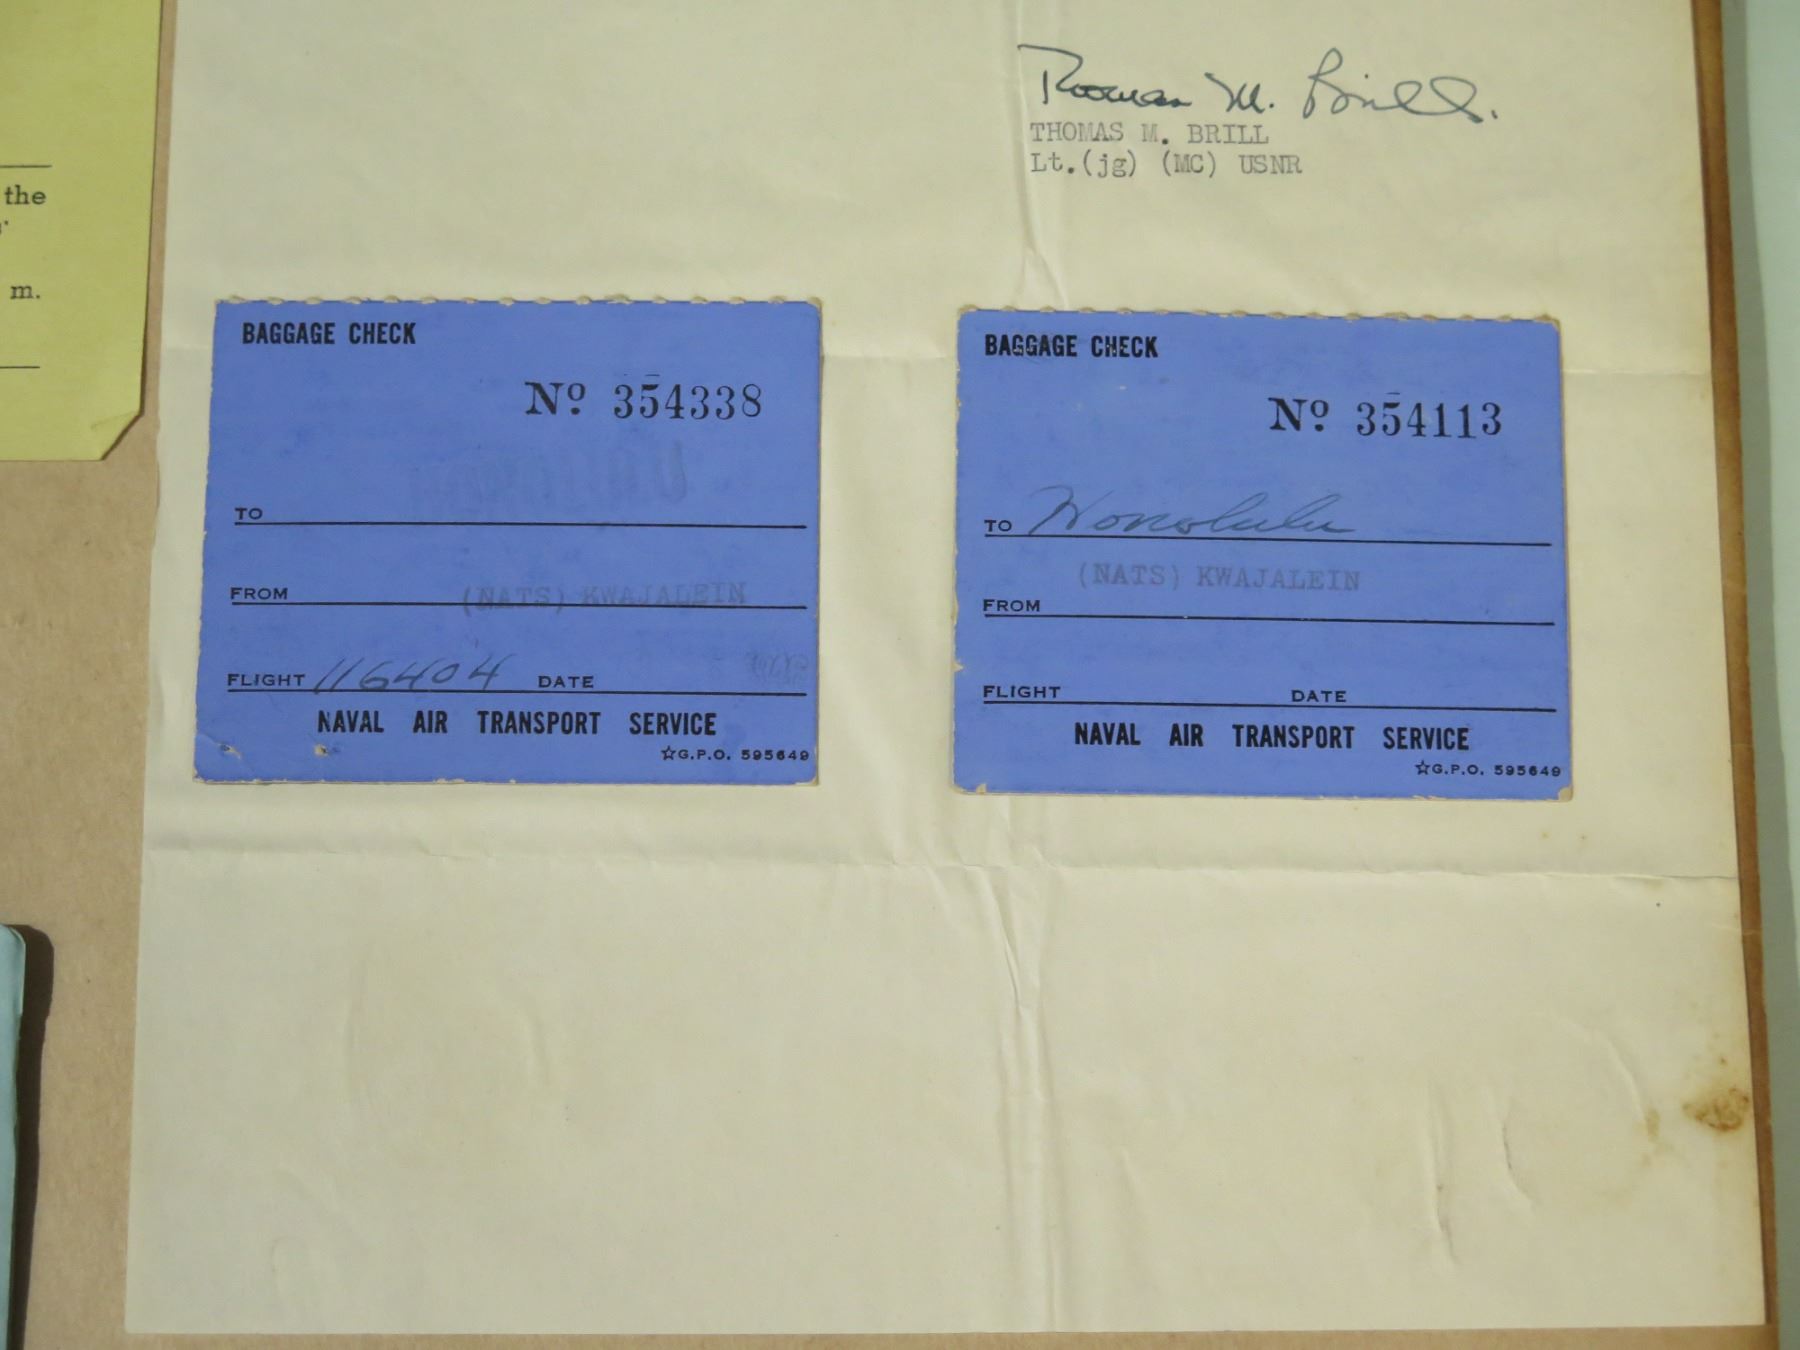 the
m.
Thomas M. Brill.
THOMAS M. BRILL
Lt.(jg) (MC) USNR
BAGGAGE CHECK
Nº 354338
TO
FROM (NATS) KWAJALEIN
FLIGHT 116404 DATE
NAVAL AIR TRANSPORT SERVICE
☆G.P.O. 595649
BAGGAGE CHECK
Nº 354113
TO Honolulu
(NATS) KWAJALEIN
FROM
FLIGHT DATE
NAVAL AIR TRANSPORT SERVICE
☆G.P.O. 595649